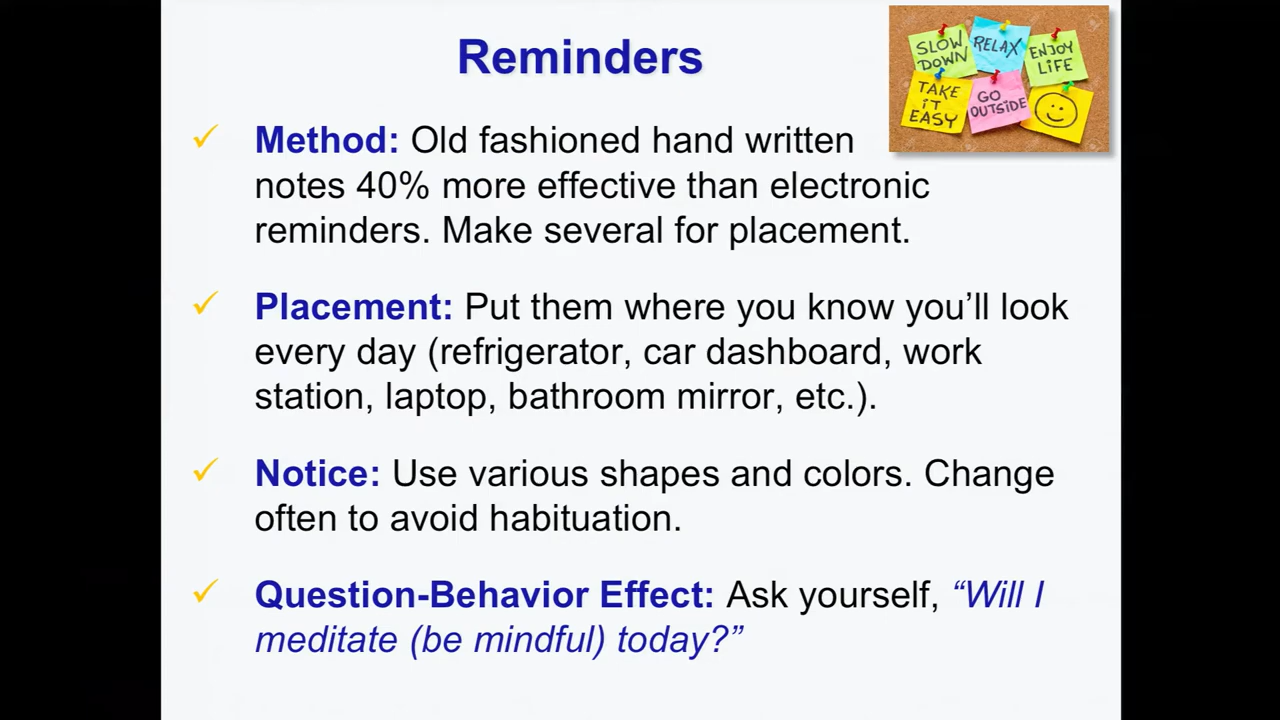 Reminders
SLOW
DOWN
RELAX
ENJOY
LiFE
TAKE
iT
EASY
GO
OUTSiDE
Method: Old fashioned hand written
notes 40% more effective than electronic
reminders. Make several for placement.
Placement: Put them where you know you’ll look
every day (refrigerator, car dashboard, work
station, laptop, bathroom mirror, etc.).
Notice: Use various shapes and colors. Change
often to avoid habituation.
Question-Behavior Effect: Ask yourself, “Will I
meditate (be mindful) today?”